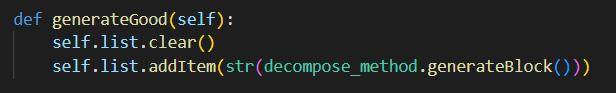 def generateGood(self):
    self.list.clear()
    self.list.addItem(str(decompose_method.generateBlock()))